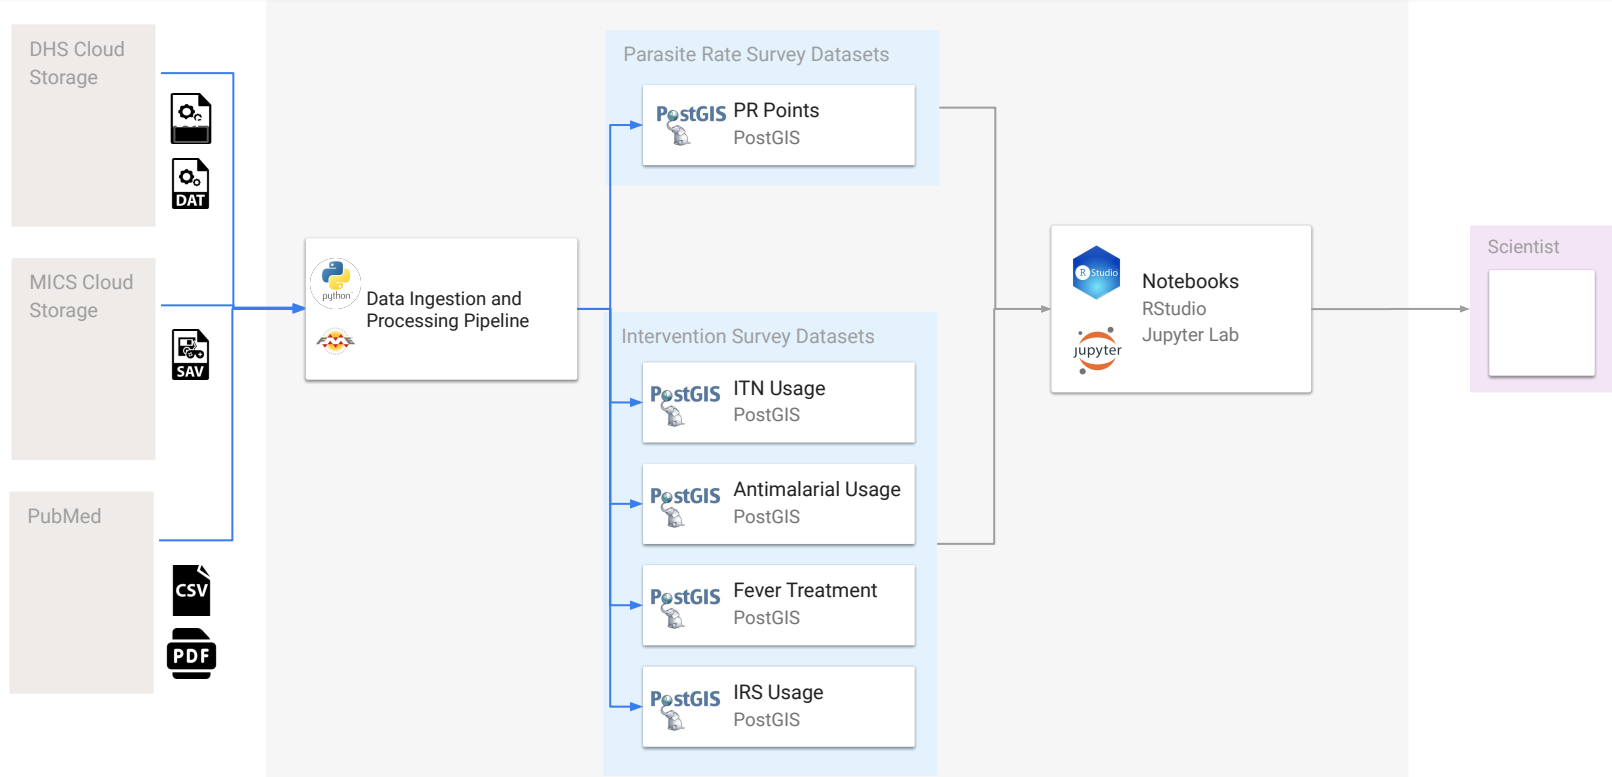 DHS Cloud
Storage
DAT
MICS Cloud
Storage
SAV
PubMed
CSV
PDF
python
Data Ingestion and
Processing Pipeline
Parasite Rate Survey Datasets
PostGIS
PR Points
PostGIS
Intervention Survey Datasets
PostGIS
ITN Usage
PostGIS
PostGIS
Antimalarial Usage
PostGIS
PostGIS
Fever Treatment
PostGIS
PostGIS
IRS Usage
PostGIS
R Studio
jupyter
Notebooks
RStudio
Jupyter Lab
Scientist